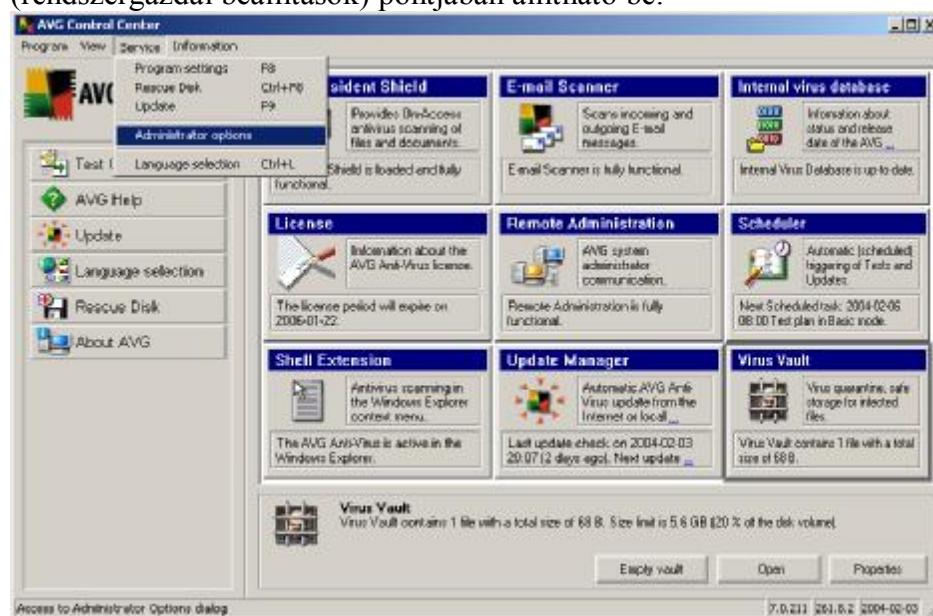 (rendszergazdai beállítások) pontjában állítható be.
AVG Control Center
Program View Service Information
Program settings F8
Rescue Disk Ctrl+F8
Update F9
Administrator options
Language selection Ctrl+L
AVG
Test
AVG Help
Update
Language selection
Rescue Disk
About AVG
sident Shield
Provides On-Access
antivirus scanning of
files and documents.
Shield is loaded and fully
functional.
E-mail Scanner
Scans incoming and
outgoing E-mail
messages.
E-mail Scanner is fully functional.
Internal virus database
Information about
status and release
date of the AVG ...
Internal Virus Database is up-to-date.
License
Information about the
AVG Anti-Virus license.
The license period will expire on
2006-01-22.
Remote Administration
AVG system
administrator
communication.
Remote Administration is fully
functional.
Scheduler
Automatic (scheduled)
triggering of Tests and
Updates.
Next Scheduled task: 2004-02-06
08:00 Test plan in Basic mode.
Shell Extension
Antivirus scanning in
the Windows Explorer
context menu.
The AVG Anti-Virus is active in the
Windows Explorer.
Update Manager
Automatic AVG Anti-
Virus update from the
Internet or local ...
Last update check: on 2004-02-03
20:07 (2 days ago). Next update ...
Virus Vault
Virus quarantine, safe
storage for infected
files.
Virus Vault contains 1 file with a total
size of 68 B.
Virus Vault
Virus Vault contains 1 file with a total size of 68 B. Size limit is 5.6 GB (20 % of the disk volume).
Empty vault
Open
Properties
Access to Administrator Options dialog
7.0.211 261.8.2 2004-02-03